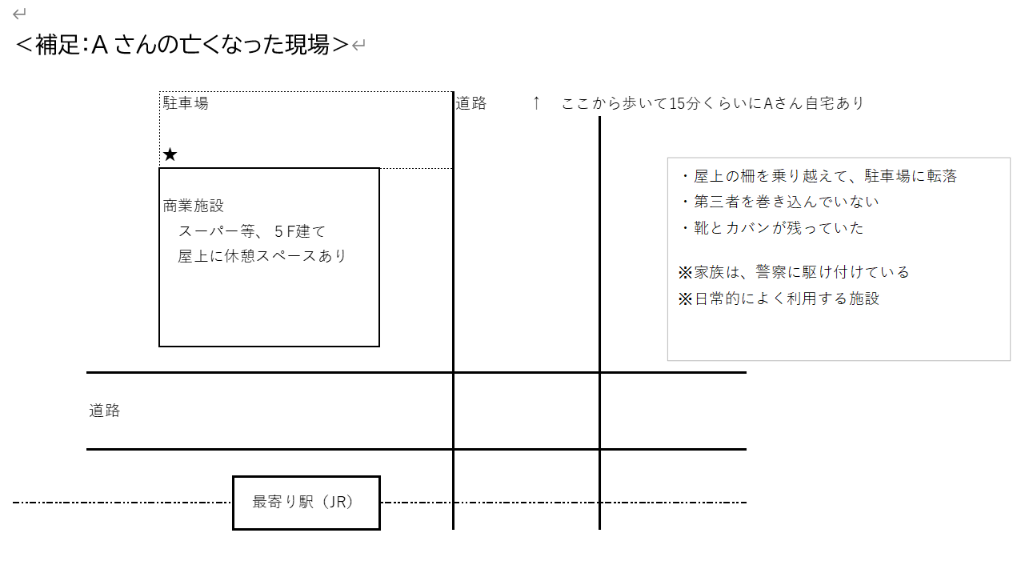 ＜補足：Aさんの亡くなった現場＞
駐車場
道路　　　↑　ここから歩いて15分くらいにAさん自宅あり
★
商業施設
スーパー等、５F建て
屋上に休憩スペースあり
・屋上の柵を乗り越えて、駐車場に転落
・第三者を巻き込んでいない
・靴とカバンが残っていた
※家族は、警察に駆け付けている
※日常的によく利用する施設
道路
最寄り駅（JR）